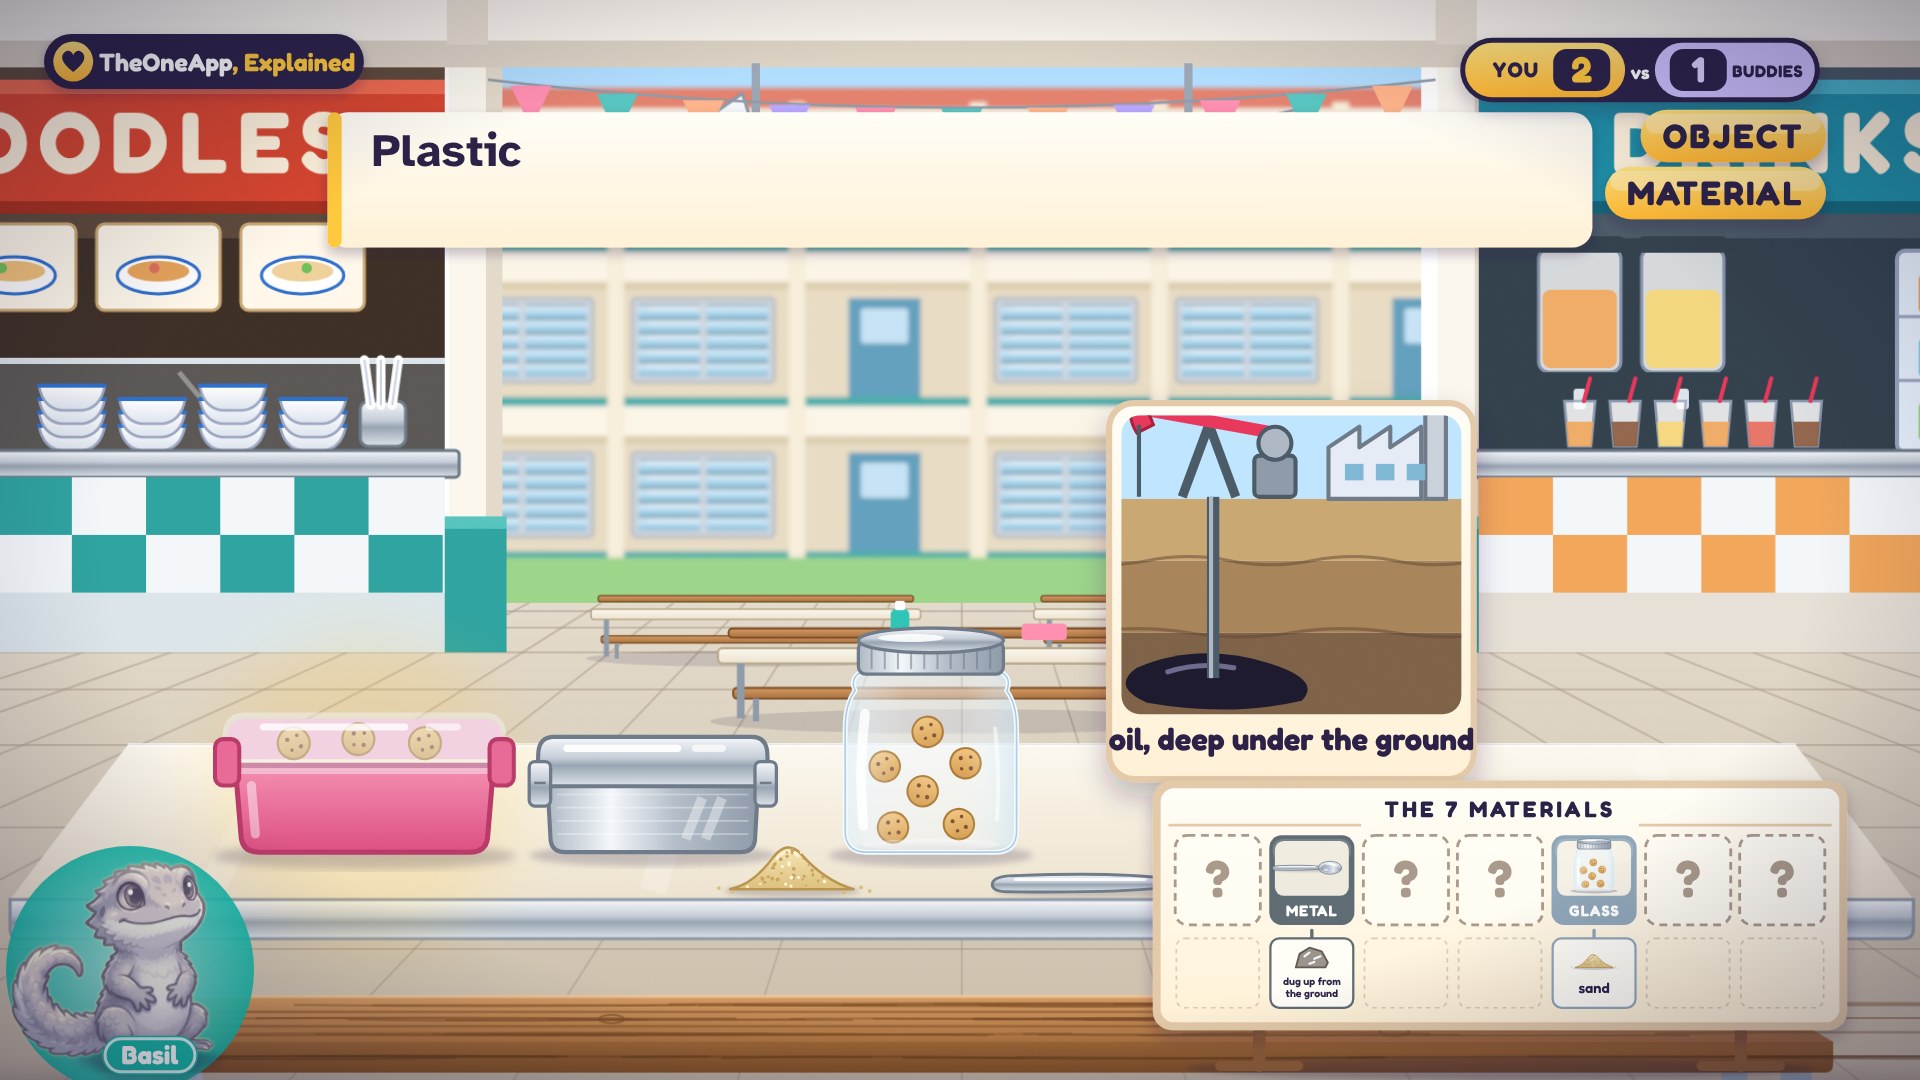 TheOneApp, Explained
YOU 2 vs 1 BUDDIES
OODLES
Plastic
OBJECT
MATERIAL
oil, deep under the ground
THE 7 MATERIALS
? METAL ? ? GLASS ? ?
dug up from
the ground
sand
Basil